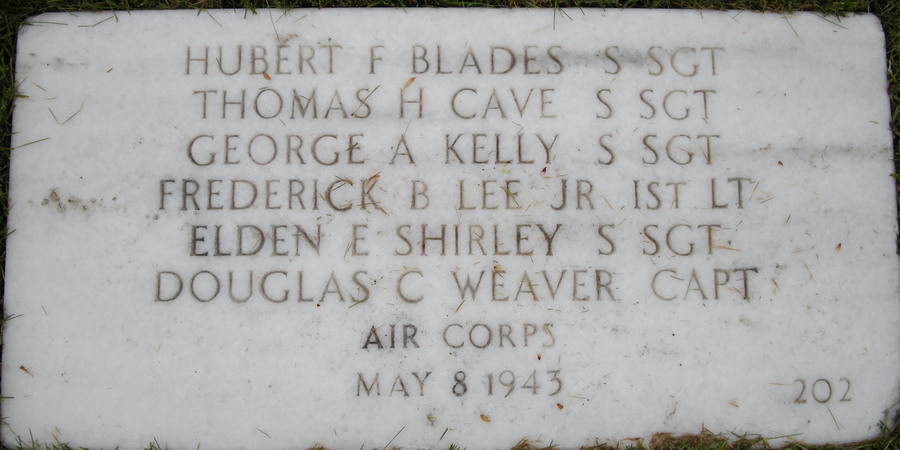 HUBERT F BLADES S SGT
THOMAS H CAVE S SGT
GEORGE A KELLY S SGT
FREDERICK B LEE JR 1ST LT
ELDEN E SHIRLEY S SGT
DOUGLAS C WEAVER CAPT
AIR CORPS
MAY 8 1943
202